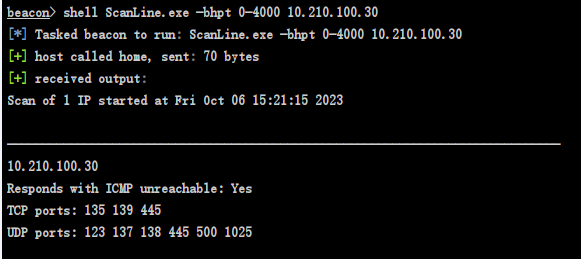 beacon> shell ScanLine.exe -bhpt 0-4000 10.210.100.30
[*] Tasked beacon to run: ScanLine.exe -bhpt 0-4000 10.210.100.30
[+] host called home, sent: 70 bytes
[+] received output:
Scan of 1 IP started at Fri Oct 06 15:21:15 2023
10.210.100.30
Responds with ICMP unreachable: Yes
TCP ports: 135 139 445
UDP ports: 123 137 138 445 500 1025